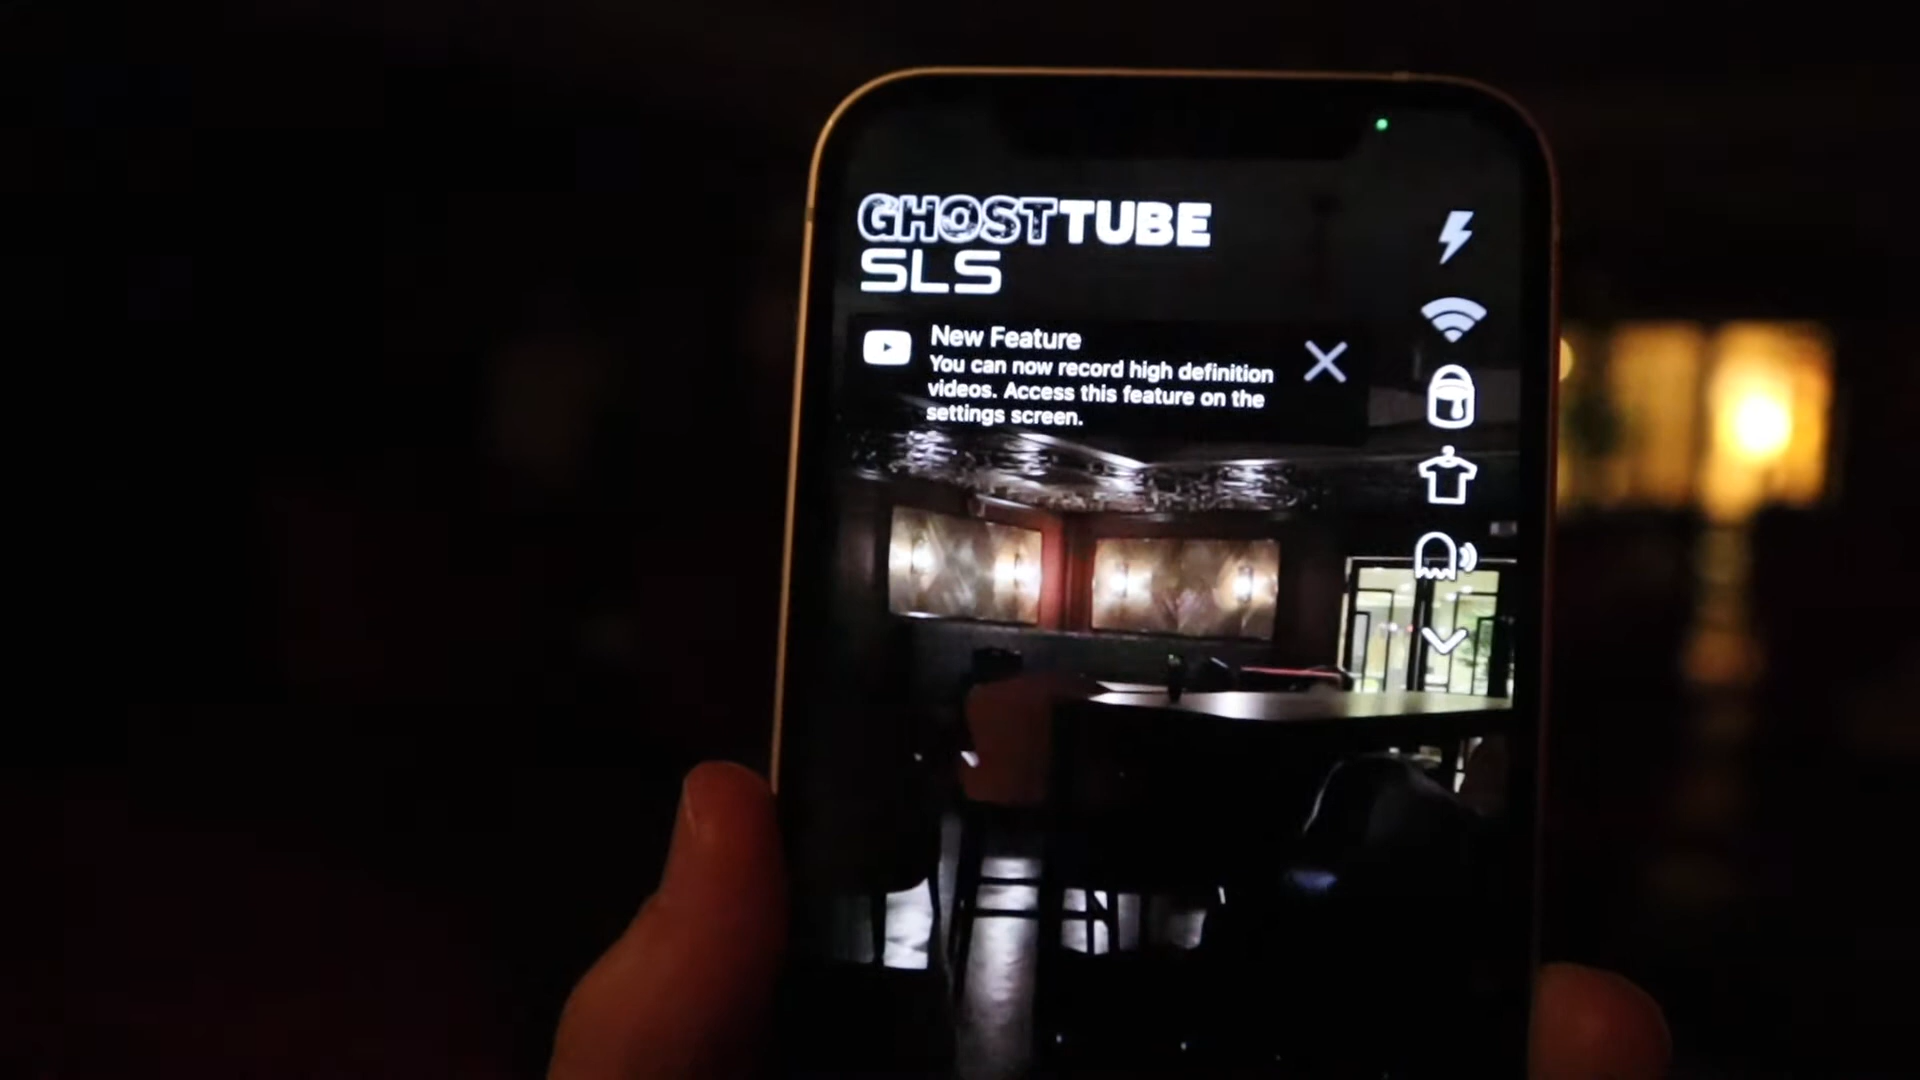 GHOSTTUBE
SLS
New Feature
You can now record high definition
videos. Access this feature on the
settings screen.